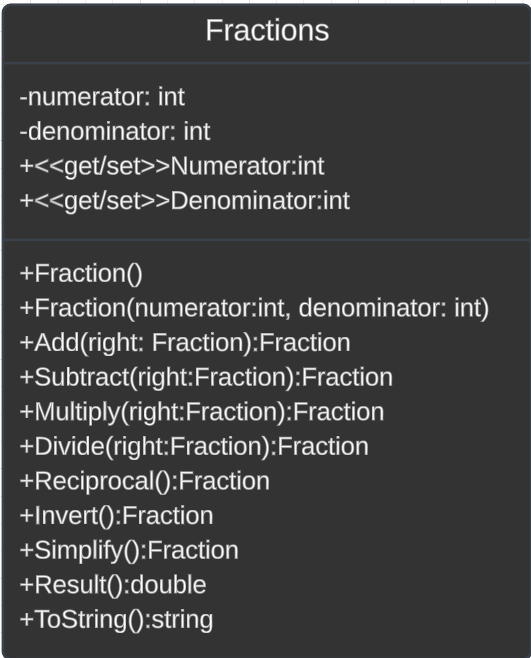 Fractions
-numerator: int
-denominator: int
+<<get/set>>Numerator:int
+<<get/set>>Denominator:int
+Fraction()
+Fraction(numerator:int, denominator: int)
+Add(right: Fraction):Fraction
+Subtract(right:Fraction):Fraction
+Multiply(right:Fraction):Fraction
+Divide(right:Fraction):Fraction
+Reciprocal():Fraction
+Invert():Fraction
+Simplify():Fraction
+Result():double
+ToString():string